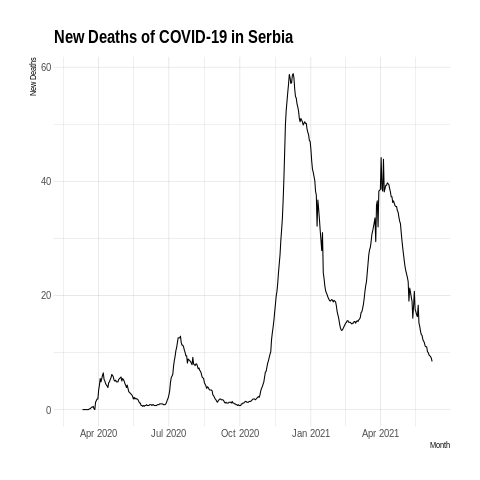 New Deaths of COVID-19 in Serbia
New Deaths
60
40
20
0
Apr 2020 Jul 2020 Oct 2020 Jan 2021 Apr 2021
Month